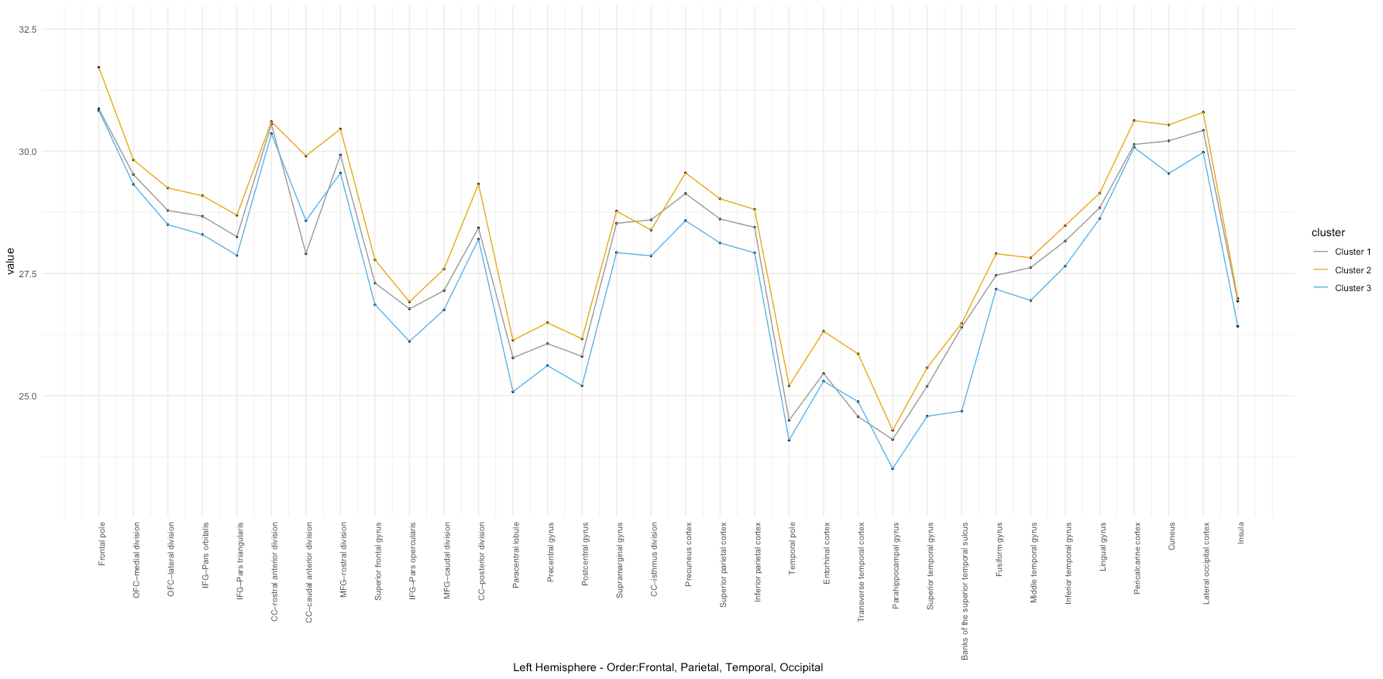 32.5
30.0
27.5
25.0
value
Frontal pole
OFC−medial division
OFC−lateral division
IFG−Pars orbitalis
IFG−Pars triangularis
CC−rostral anterior division
CC−caudal anterior division
MFG−rostral division
Superior frontal gyrus
IFG−Pars opercularis
MFG−caudal division
CC−posterior division
Paracentral lobule
Precentral gyrus
Postcentral gyrus
Supramarginal gyrus
CC−isthmus division
Precuneus cortex
Superior parietal cortex
Inferior parietal cortex
Temporal pole
Entorhinal cortex
Transverse temporal cortex
Parahippocampal gyrus
Superior temporal gyrus
Banks of the superior temporal sulcus
Fusiform gyrus
Middle temporal gyrus
Inferior temporal gyrus
Lingual gyrus
Pericalcarine cortex
Cuneus
Lateral occipital cortex
Insula
Left Hemisphere - Order:Frontal, Parietal, Temporal, Occipital
cluster
Cluster 1
Cluster 2
Cluster 3